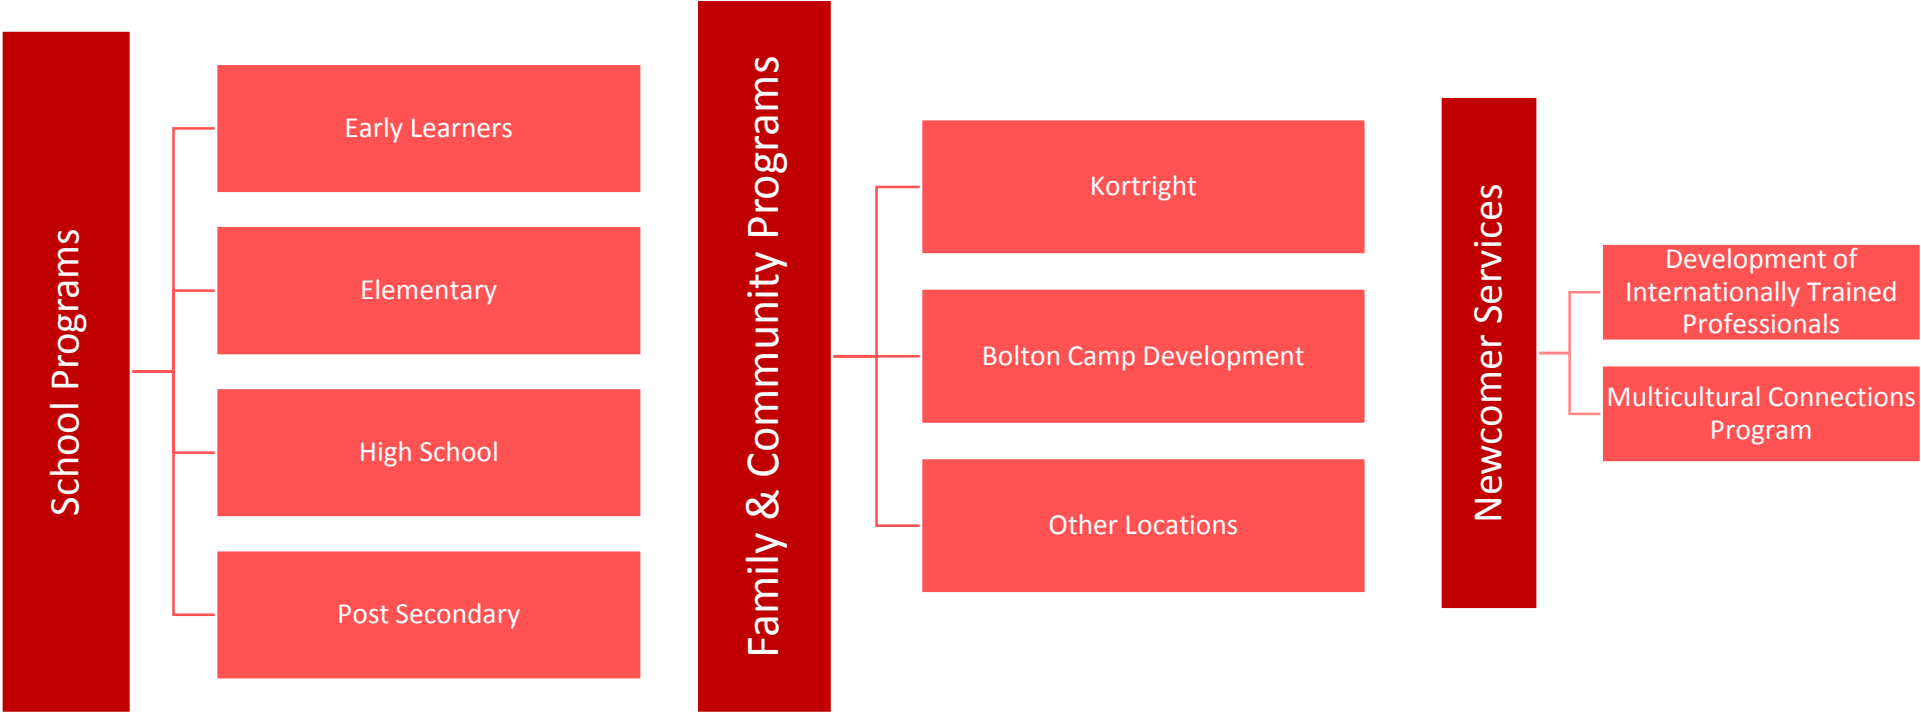 School Programs
Early Learners
Elementary
High School
Post Secondary
Family & Community Programs
Kortright
Bolton Camp Development
Other Locations
Newcomer Services
Development of
Internationally Trained
Professionals
Multicultural Connections
Program